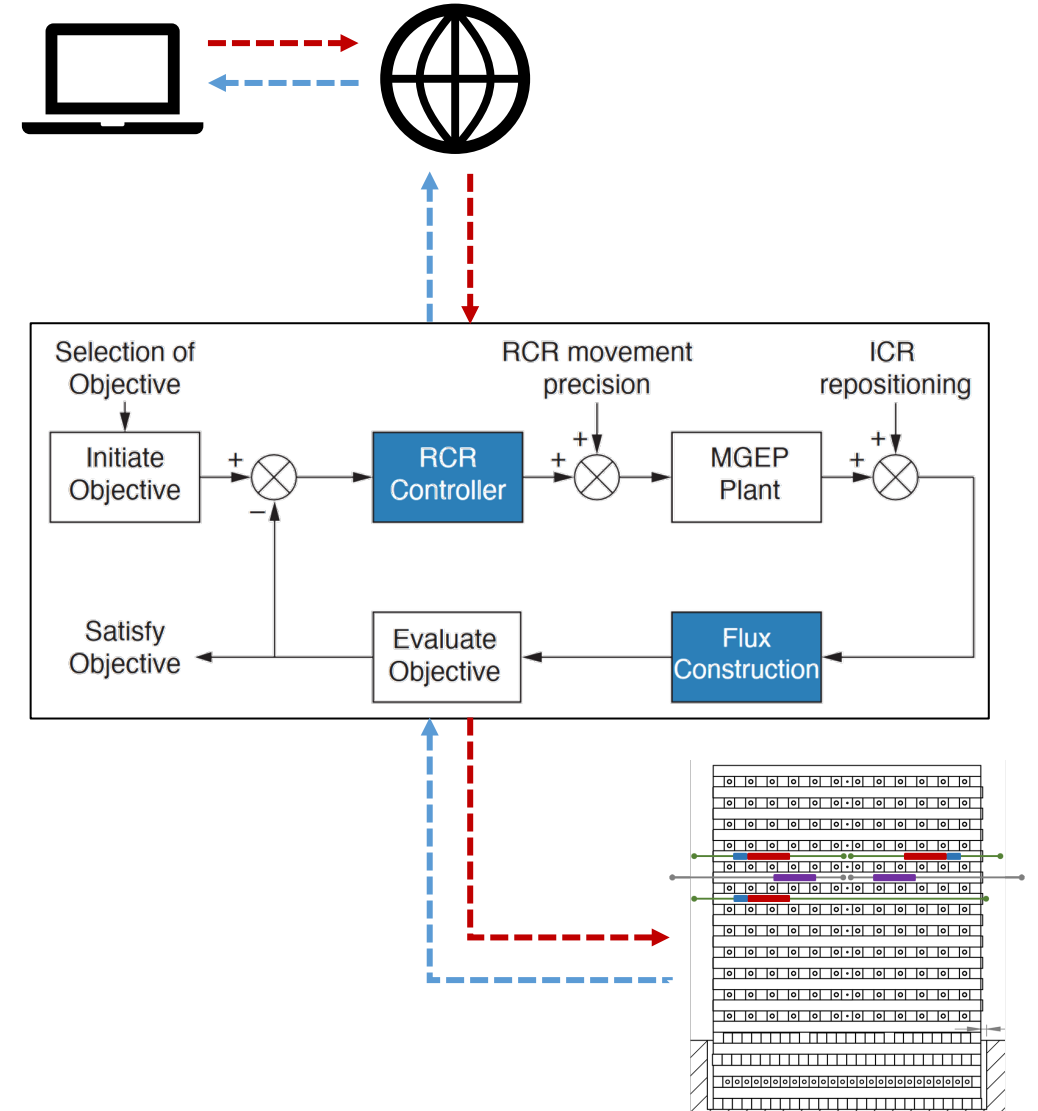 Selection of
Objective
RCR movement
precision
ICR
repositioning
Initiate
Objective
+
−
RCR
Controller
+
+
MGEP
Plant
+
+
Satisfy
Objective
Evaluate
Objective
Flux
Construction